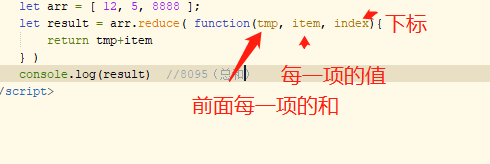 let arr = [ 12, 5, 8888 ];
let result = arr.reduce( function(tmp, item, index){
下标
return tmp+item
} )
console.log(result) //8095（总和
每一项的值
/script>
前面每一项的和